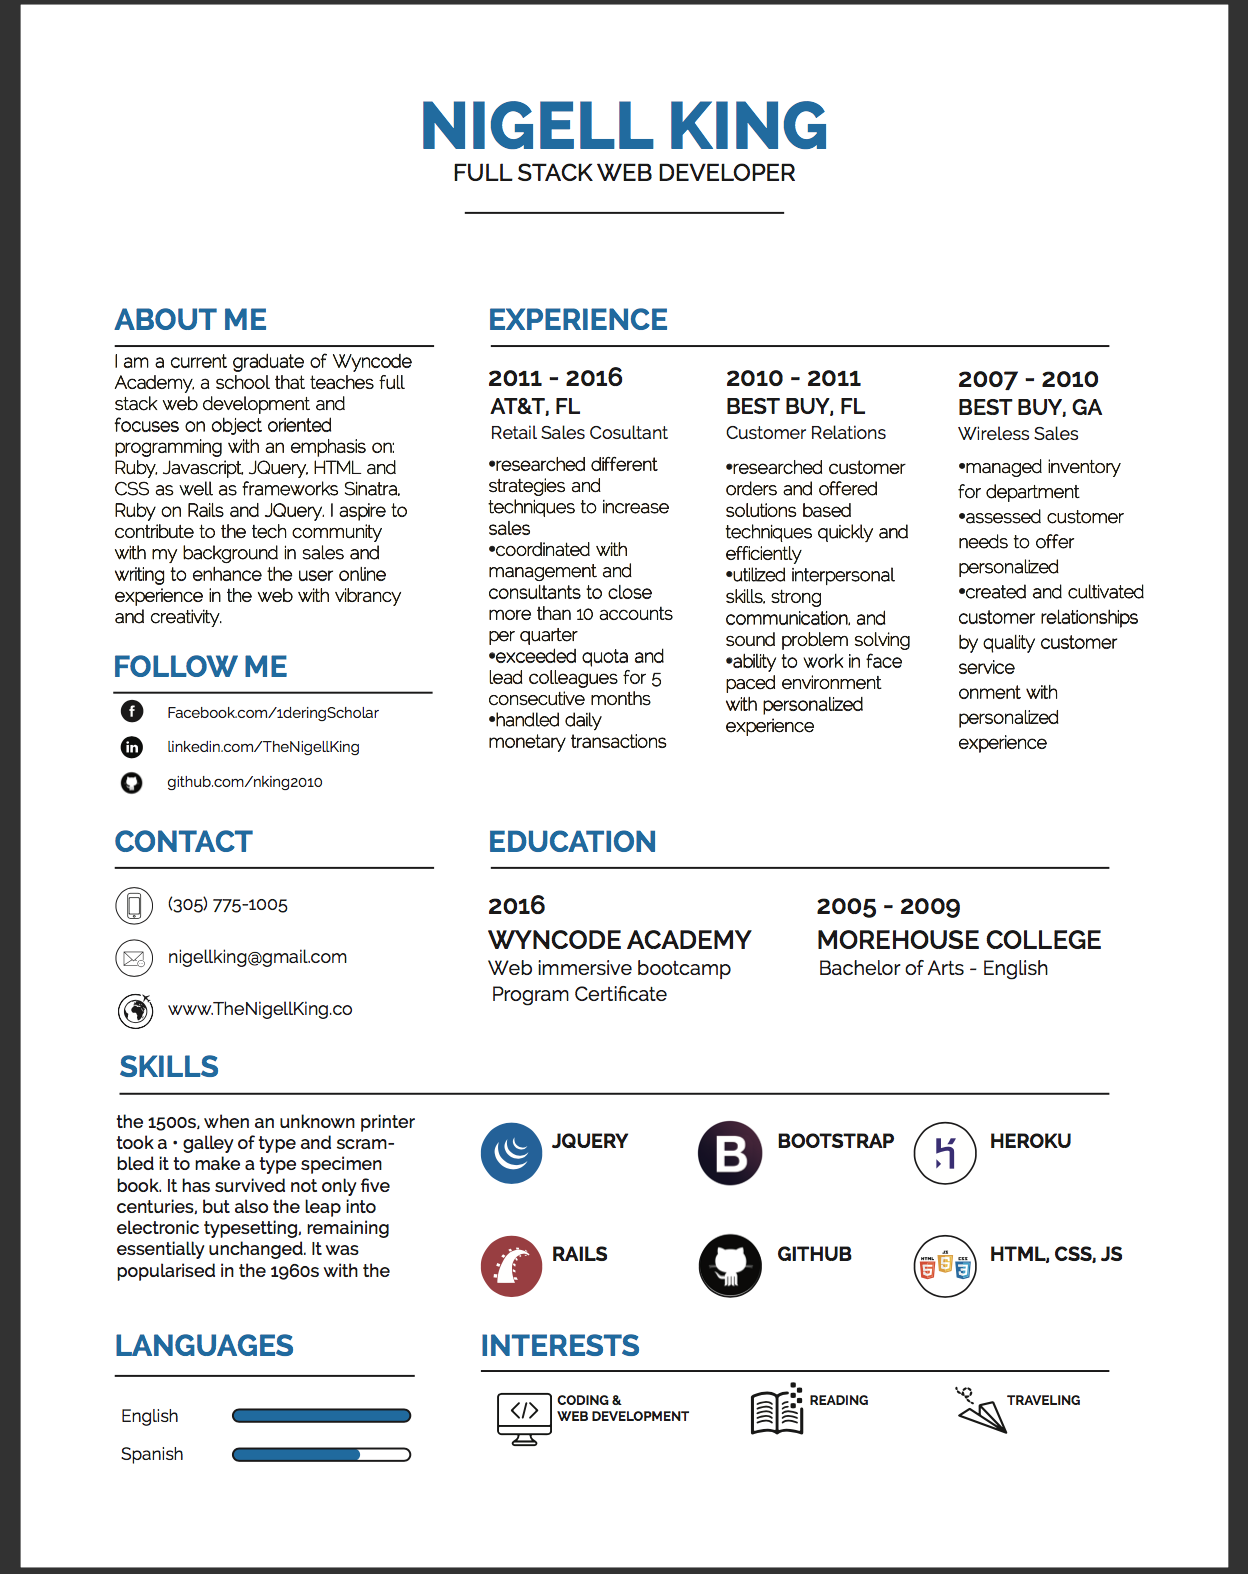 NIGELL KING
FULL STACK WEB DEVELOPER
ABOUT ME
I am a current graduate of Wyncode
Academy, a school that teaches full
stack web development and
focuses on object oriented
programming with an emphasis on:
Ruby, Javascript, JQuery, HTML and
CSS as well as frameworks Sinatra,
Ruby on Rails and JQuery. I aspire to
contribute to the tech community
with my background in sales and
writing to enhance the user online
experience in the web with vibrancy
and creativity.
FOLLOW ME
Facebook.com/1deringScholar
linkedin.com/TheNigellKing
github.com/nking2010
CONTACT
(305) 775-1005
nigellking@gmail.com
www.TheNigellKing.co
EXPERIENCE
2011 - 2016
AT&T, FL
Retail Sales Cosultant
•researched different
strategies and
techniques to increase
sales
•coordinated with
management and
consultants to close
more than 10 accounts
per quarter
•exceeded quota and
lead colleagues for 5
consecutive months
•handled daily
monetary transactions
2010 - 2011
BEST BUY, FL
Customer Relations
•researched customer
orders and offered
solutions based
techniques quickly and
efficiently
•utilized interpersonal
skills, strong
communication, and
sound problem solving
•ability to work in face
paced environment
with personalized
experience
2007 - 2010
BEST BUY, GA
Wireless Sales
•managed inventory
for department
•assessed customer
needs to offer
personalized
•created and cultivated
customer relationships
by quality customer
service
onment with
personalized
experience
EDUCATION
2016
WYNCODE ACADEMY
Web immersive bootcamp
Program Certificate
2005 - 2009
MOREHOUSE COLLEGE
Bachelor of Arts - English
SKILLS
the 1500s, when an unknown printer
took a • galley of type and scram-
bled it to make a type specimen
book. It has survived not only five
centuries, but also the leap into
electronic typesetting, remaining
essentially unchanged. It was
popularised in the 1960s with the
JQUERY
B
BOOTSTRAP
HEROKU
RAILS
GITHUB
HTML 5
JS 5
CSS 3
HTML, CSS, JS
LANGUAGES
English
Spanish
INTERESTS
</>
CODING &
WEB DEVELOPMENT
READING
TRAVELING